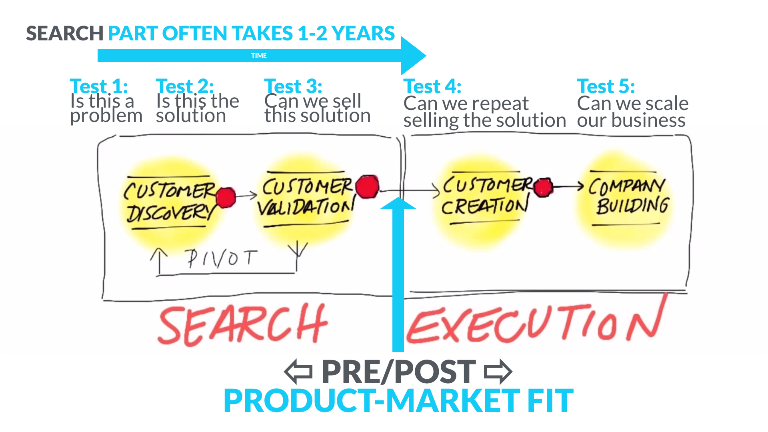 SEARCH PART OFTEN TAKES 1-2 YEARS
TIME
Test 1:
Is this a
problem
Test 2:
Is this the
solution
Test 3:
Can we sell
this solution
Test 4:
Can we repeat
selling the solution
Test 5:
Can we scale
our business
CUSTOMER
DISCOVERY
CUSTOMER
VALIDATION
CUSTOMER
CREATION
COMPANY
BUILDING
PIVOT
SEARCH
EXECUTION
PRE/POST
PRODUCT-MARKET FIT